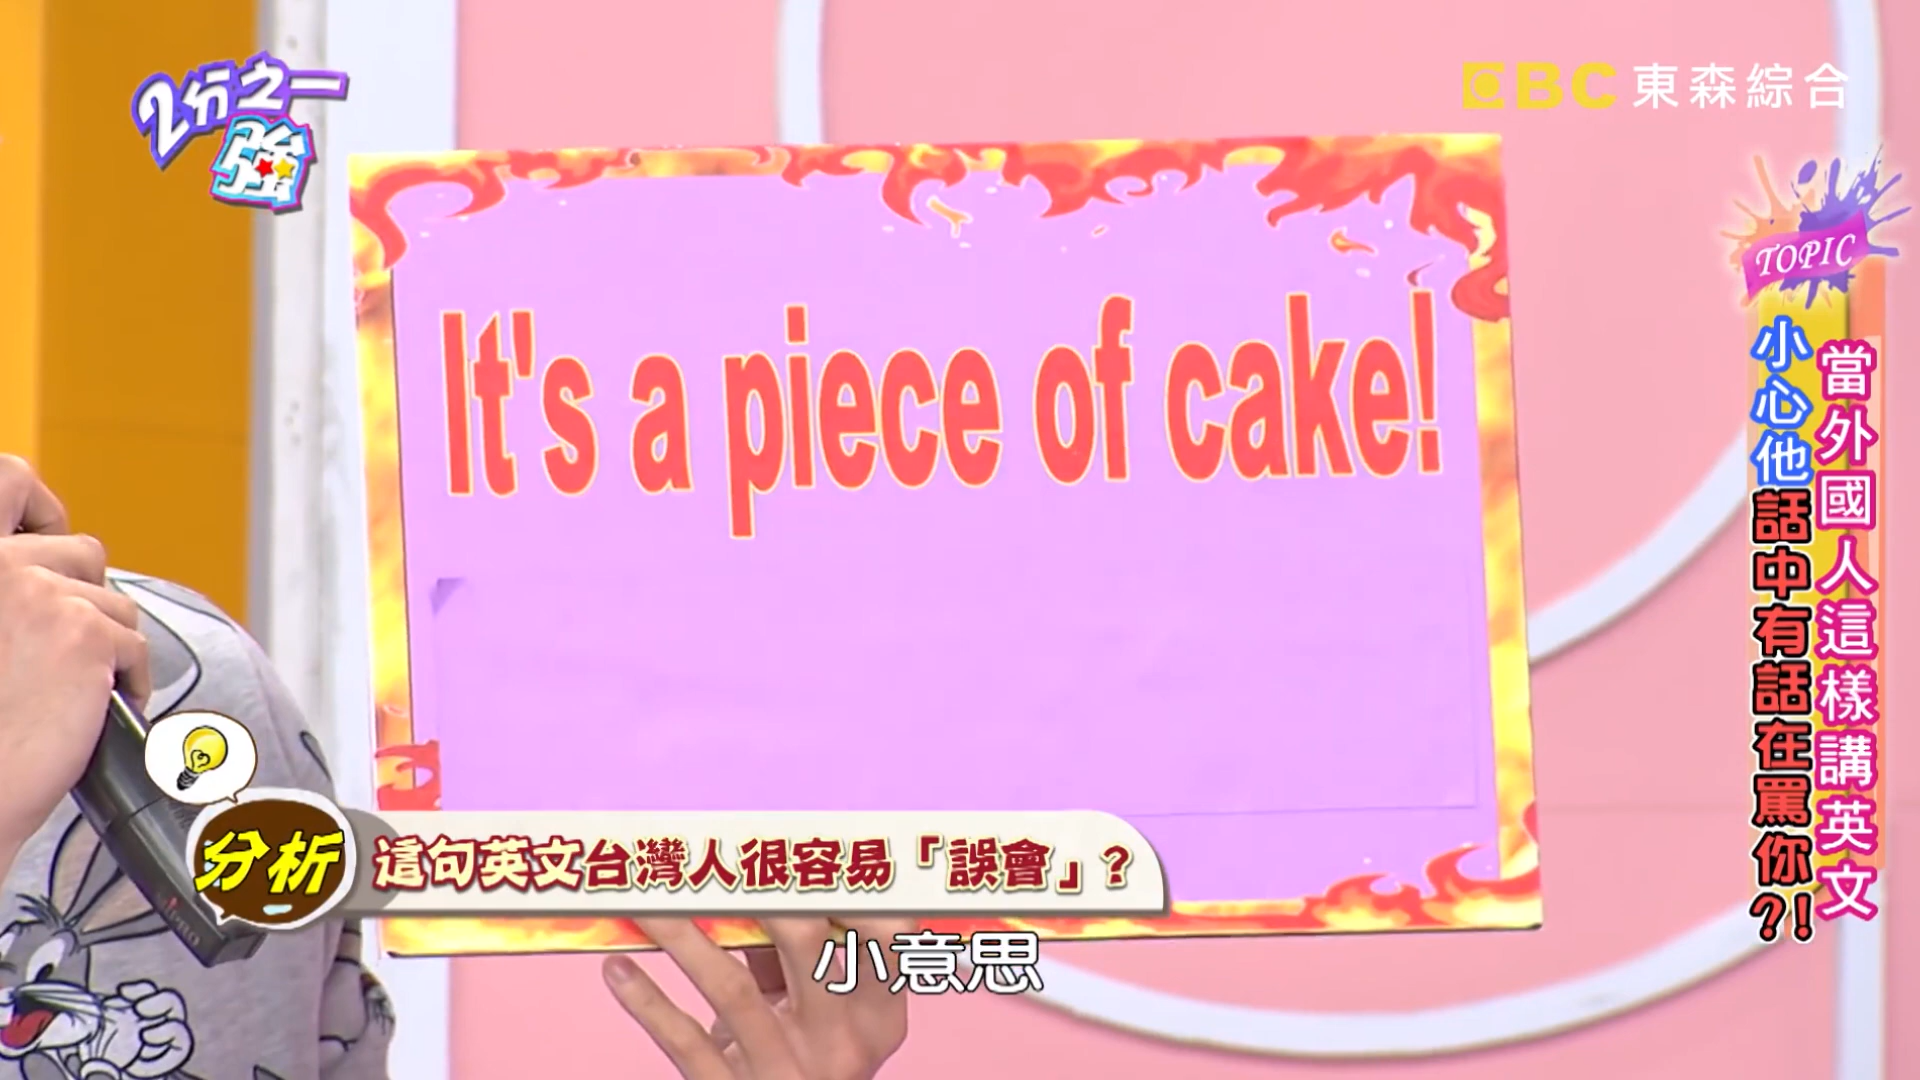 2分之一
強
EBC 東森綜合
TOPIC
當外國人這樣講英文
小心他話中有話在罵你?!
It's a piece of cake!
分析
這句英文台灣人很容易「誤會」?
小意思